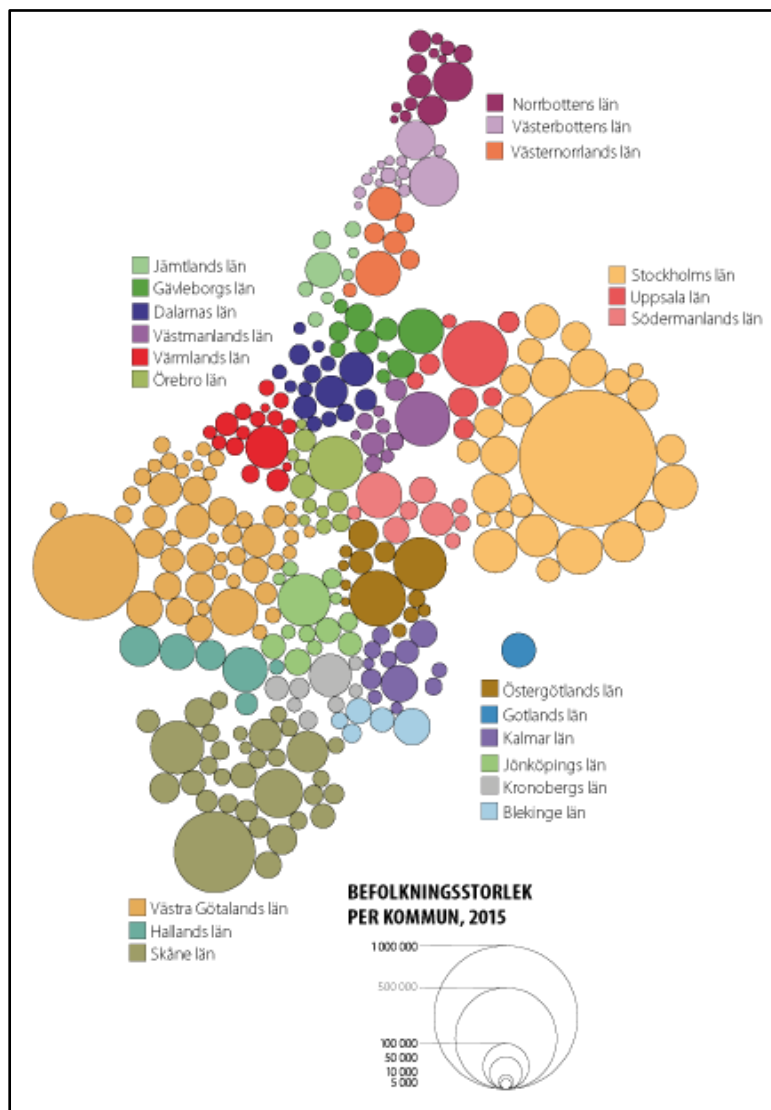 Norrbottens län
Västerbottens län
Västernorrlands län
Jämtlands län
Gävleborgs län
Dalarnas län
Västmanlands län
Värmlands län
Örebro län
Stockholms län
Uppsala län
Södermanlands län
Östergötlands län
Gotlands län
Kalmar län
Jönköpings län
Kronobergs län
Blekinge län
Västra Götalands län
Hallands län
Skåne län
BEFOLKNINGSSTORLEK
PER KOMMUN, 2015
1 000 000
500 000
100 000
50 000
10 000
5 000